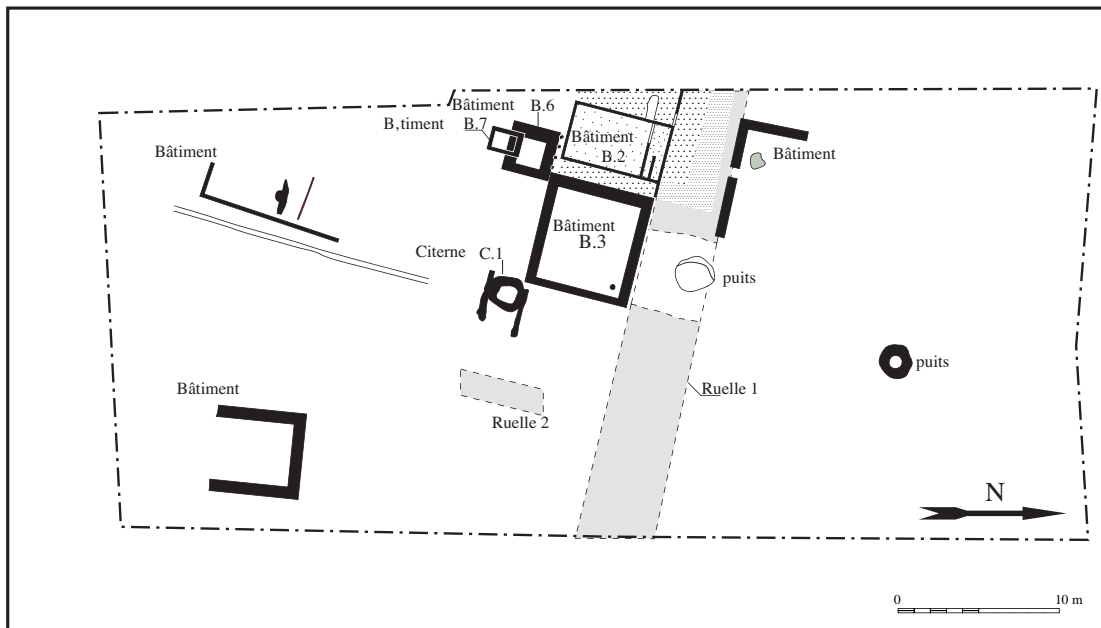 Bâtiment B.6
B,timent B.7
Bâtiment
B.2
Bâtiment
Bâtiment
Bâtiment
B.3
Citerne C.1
puits
puits
Bâtiment
Ruelle 1
Ruelle 2
N
0 10 m